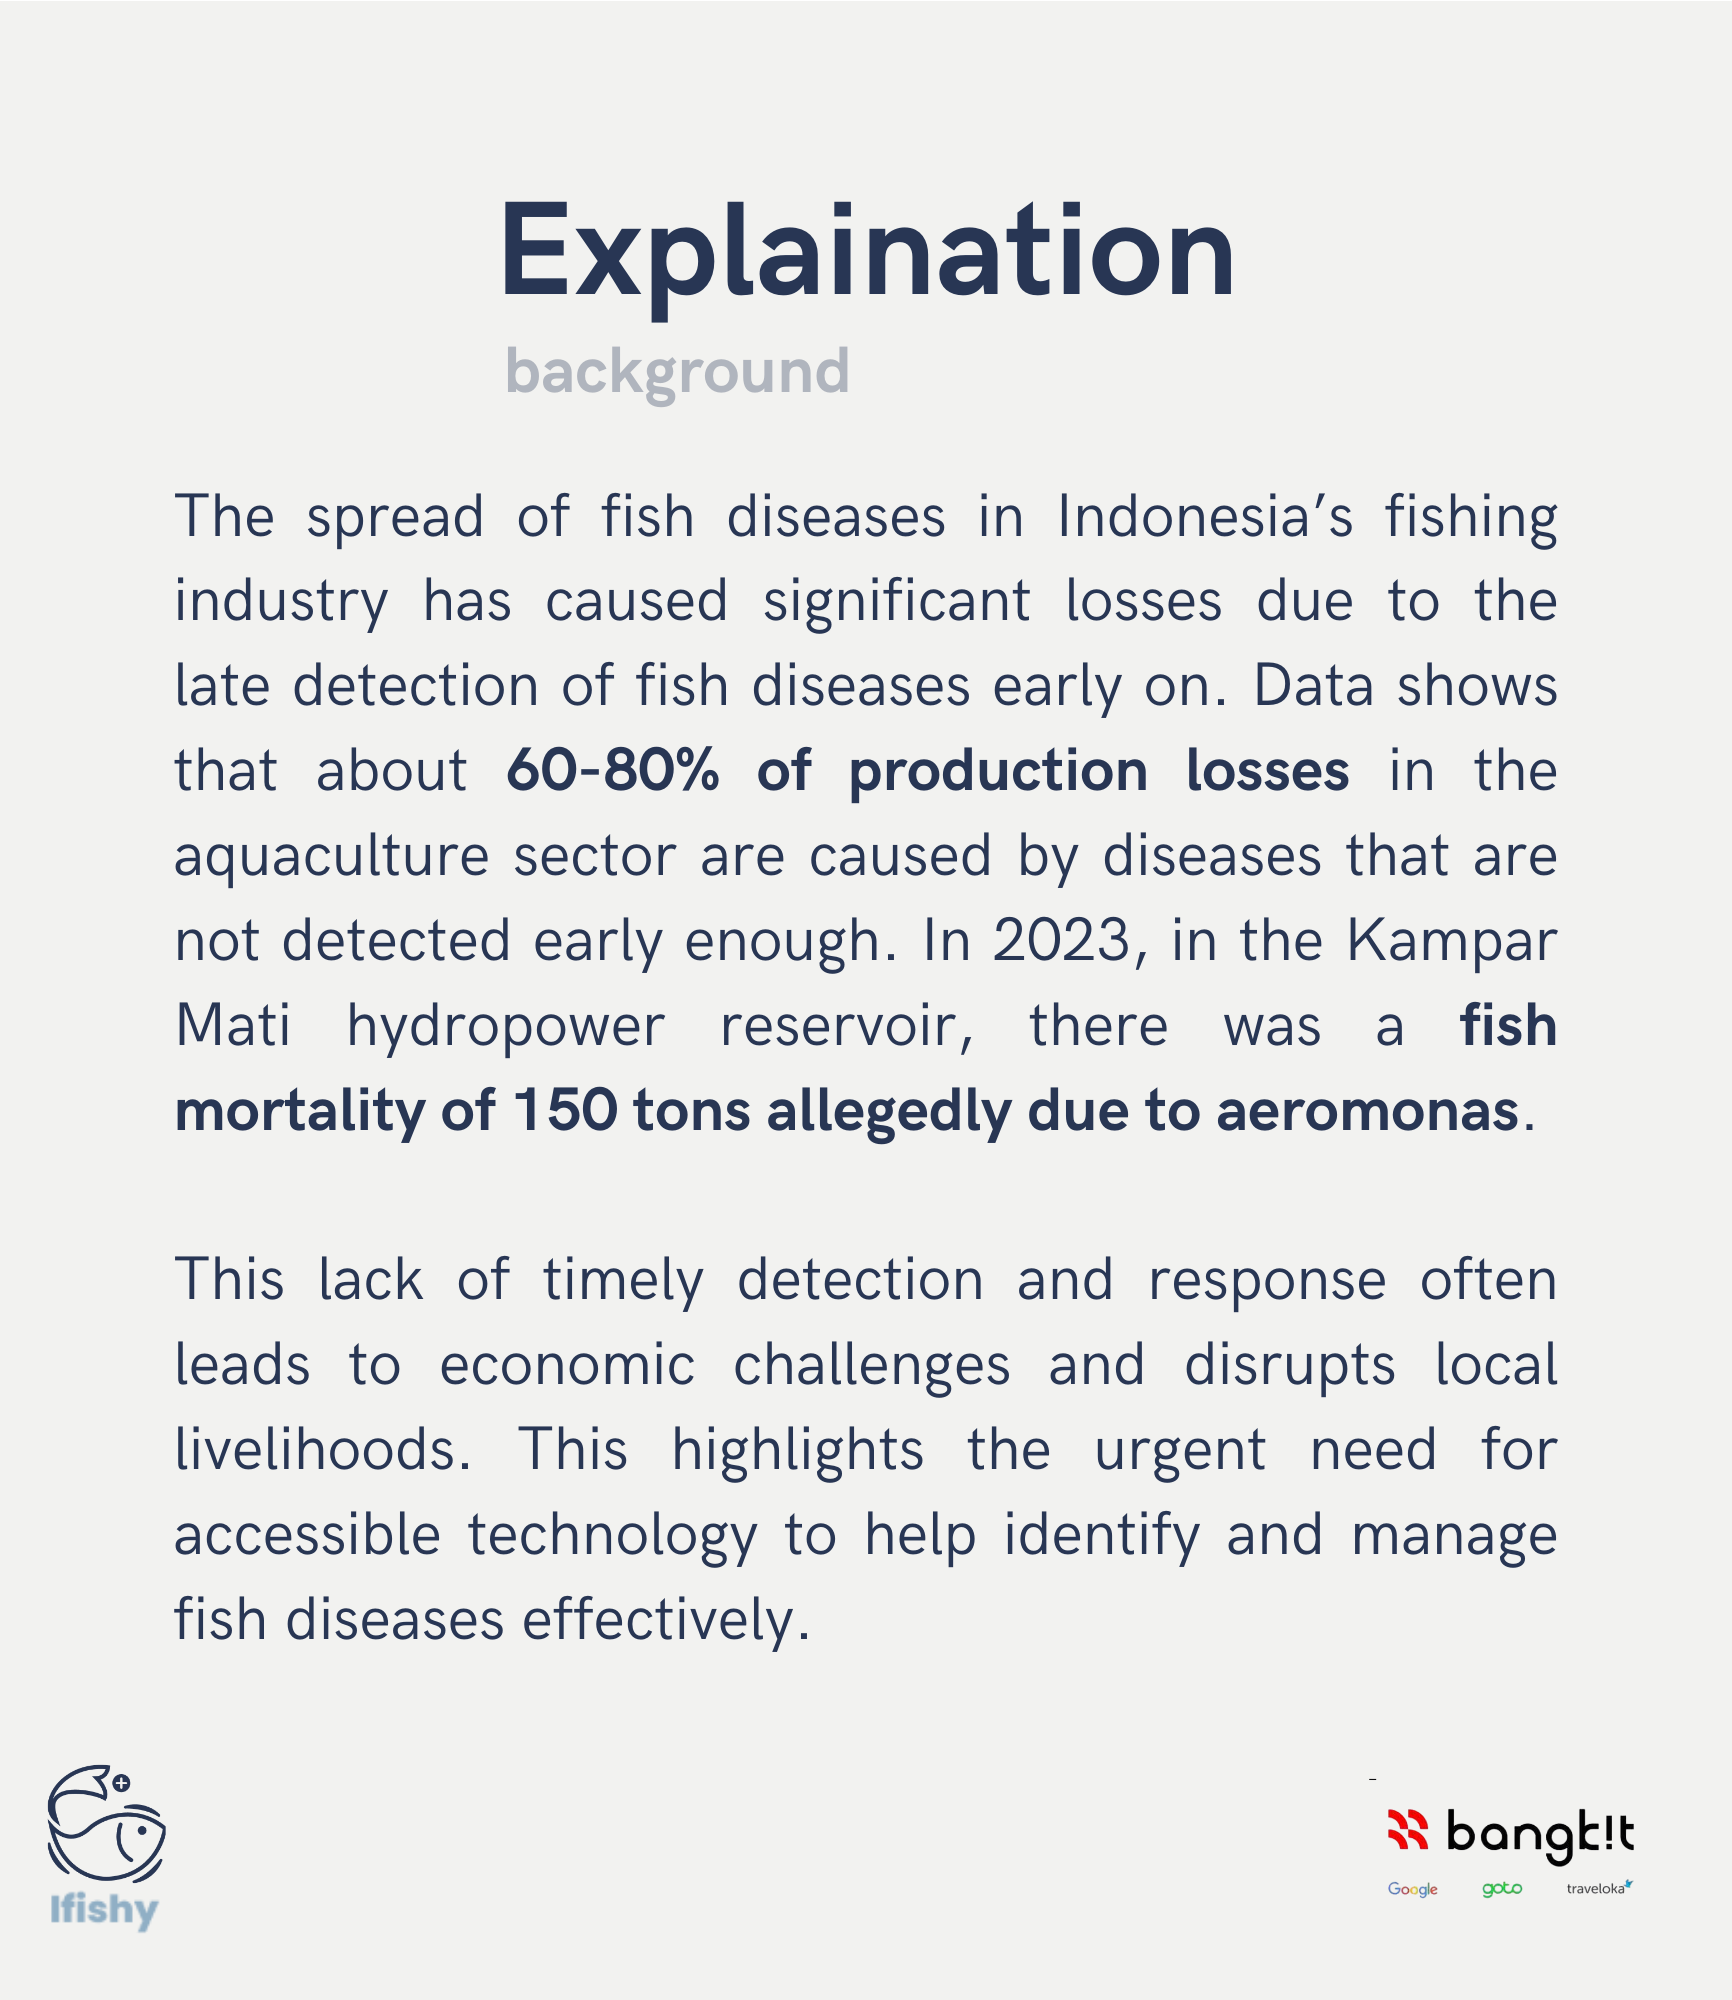 Explaination
background
The spread of fish diseases in Indonesia’s fishing
industry has caused significant losses due to the
late detection of fish diseases early on. Data shows
that about 60-80% of production losses in the
aquaculture sector are caused by diseases that are
not detected early enough. In 2023, in the Kampar
Mati hydropower reservoir, there was a fish
mortality of 150 tons allegedly due to aeromonas.
This lack of timely detection and response often
leads to economic challenges and disrupts local
livelihoods. This highlights the urgent need for
accessible technology to help identify and manage
fish diseases effectively.
Ifishy
bangk!t
Google goto traveloka